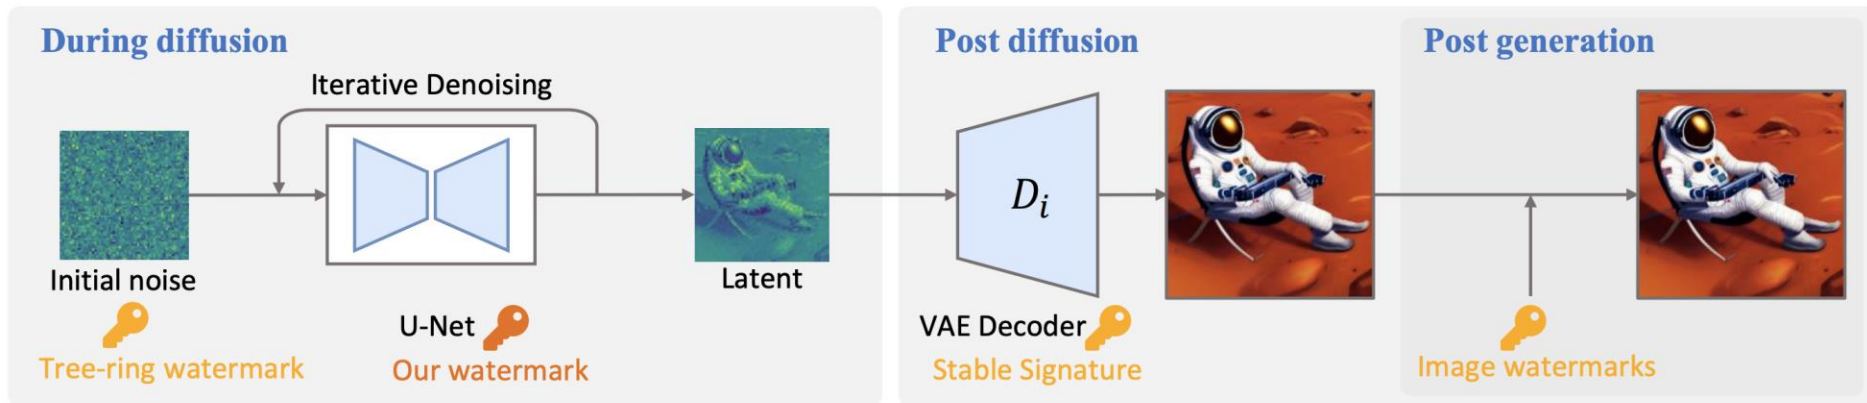 During diffusion
Iterative Denoising
Initial noise
Tree-ring watermark
U-Net
Our watermark
Latent
Post diffusion
D_i
VAE Decoder
Stable Signature
Post generation
Image watermarks